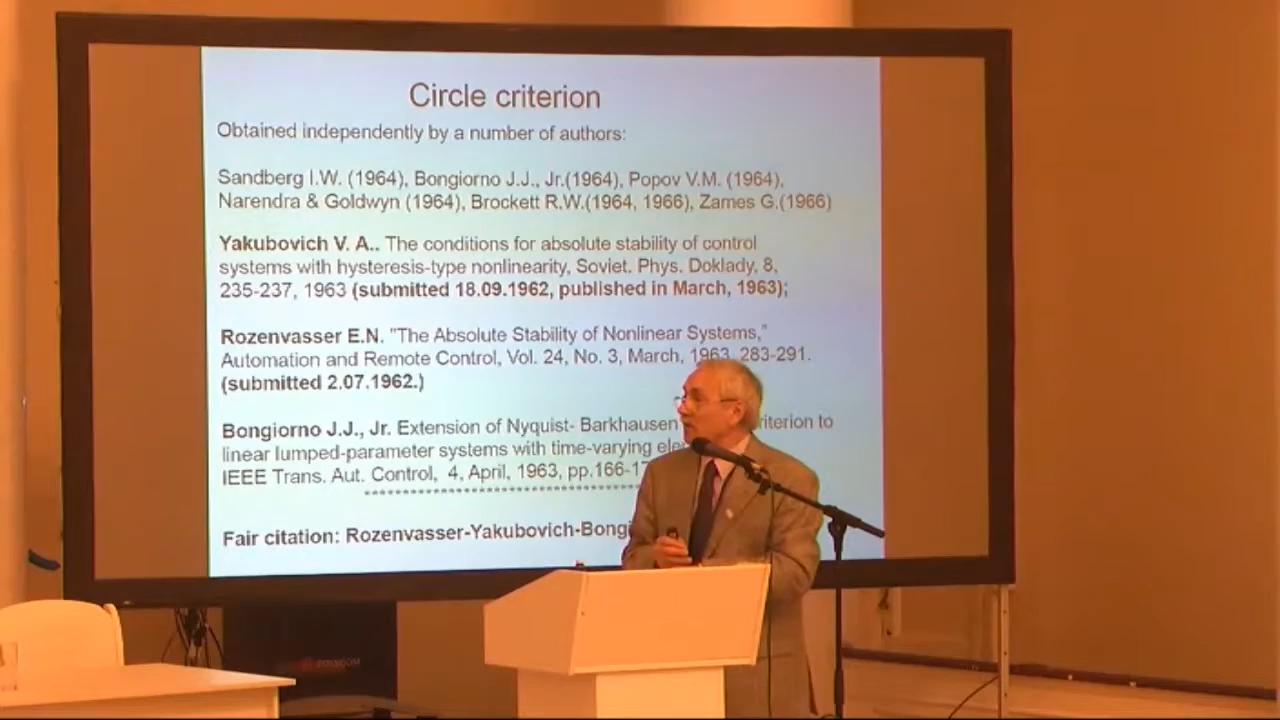 Circle criterion
Obtained independently by a number of authors:
Sandberg I.W. (1964), Bongiorno J.J., Jr.(1964), Popov V.M. (1964),
Narendra & Goldwyn (1964), Brockett R.W.(1964, 1966), Zames G.(1966)
Yakubovich V. A.. The conditions for absolute stability of control
systems with hysteresis-type nonlinearity, Soviet. Phys. Doklady, 8,
235-237, 1963 (submitted 18.09.1962, published in March, 1963);
Rozenvasser E.N. "The Absolute Stability of Nonlinear Systems,"
Automation and Remote Control, Vol. 24, No. 3, March, 1963, 283-291.
(submitted 2.07.1962.)
Bongiorno J.J., Jr. Extension of Nyquist- Barkhausen
linear lumped-parameter systems with time-varying
IEEE Trans. Aut. Control, 4, April, 1963, pp.166-
Fair citation: Rozenvasser-Yakubovich-
POLYCOM